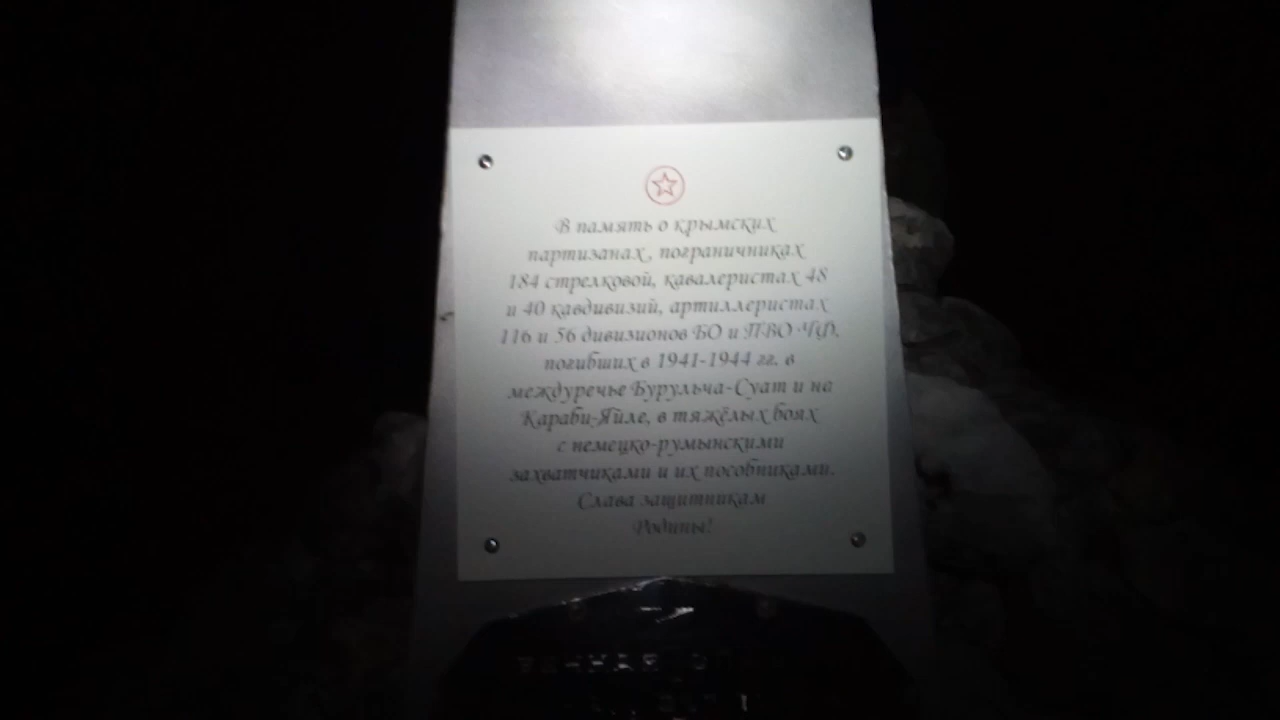 В память о крымских
партизанах, пограничниках
184 стрелковой, кавалеристах 48
и 40 кавдивизий, артиллеристах
116 и 56 дивизионов БО и ПВО ЧФ,
погибших в 1941-1944 гг. в
междуречье Бурульча-Суат и на
Караби-Яйле, в тяжёлых боях
с немецко-румынскими
захватчиками и их пособниками.
Слава защитникам
Родины!